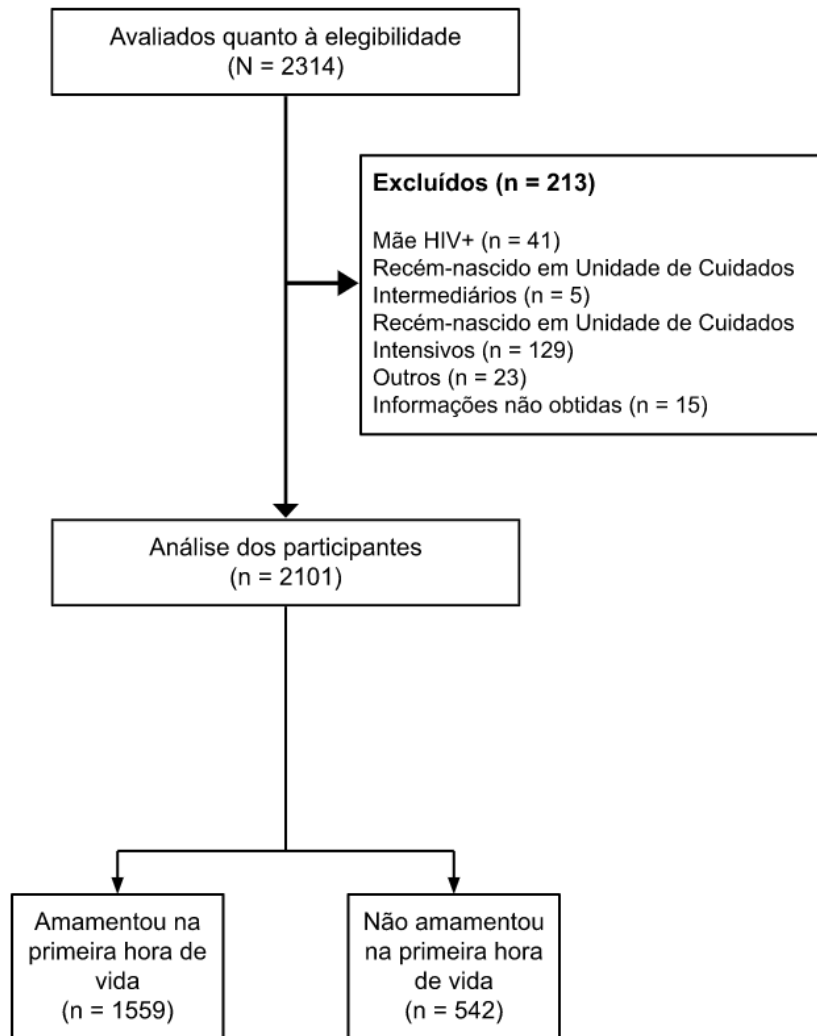 Avaliados quanto à elegibilidade
(N = 2314)
Excluídos (n = 213)
Mãe HIV+ (n = 41)
Recém-nascido em Unidade de Cuidados
Intermediários (n = 5)
Recém-nascido em Unidade de Cuidados
Intensivos (n = 129)
Outros (n = 23)
Informações não obtidas (n = 15)
Análise dos participantes
(n = 2101)
Amamentou na
primeira hora de
vida
(n = 1559)
Não amamentou
na primeira hora
de vida
(n = 542)